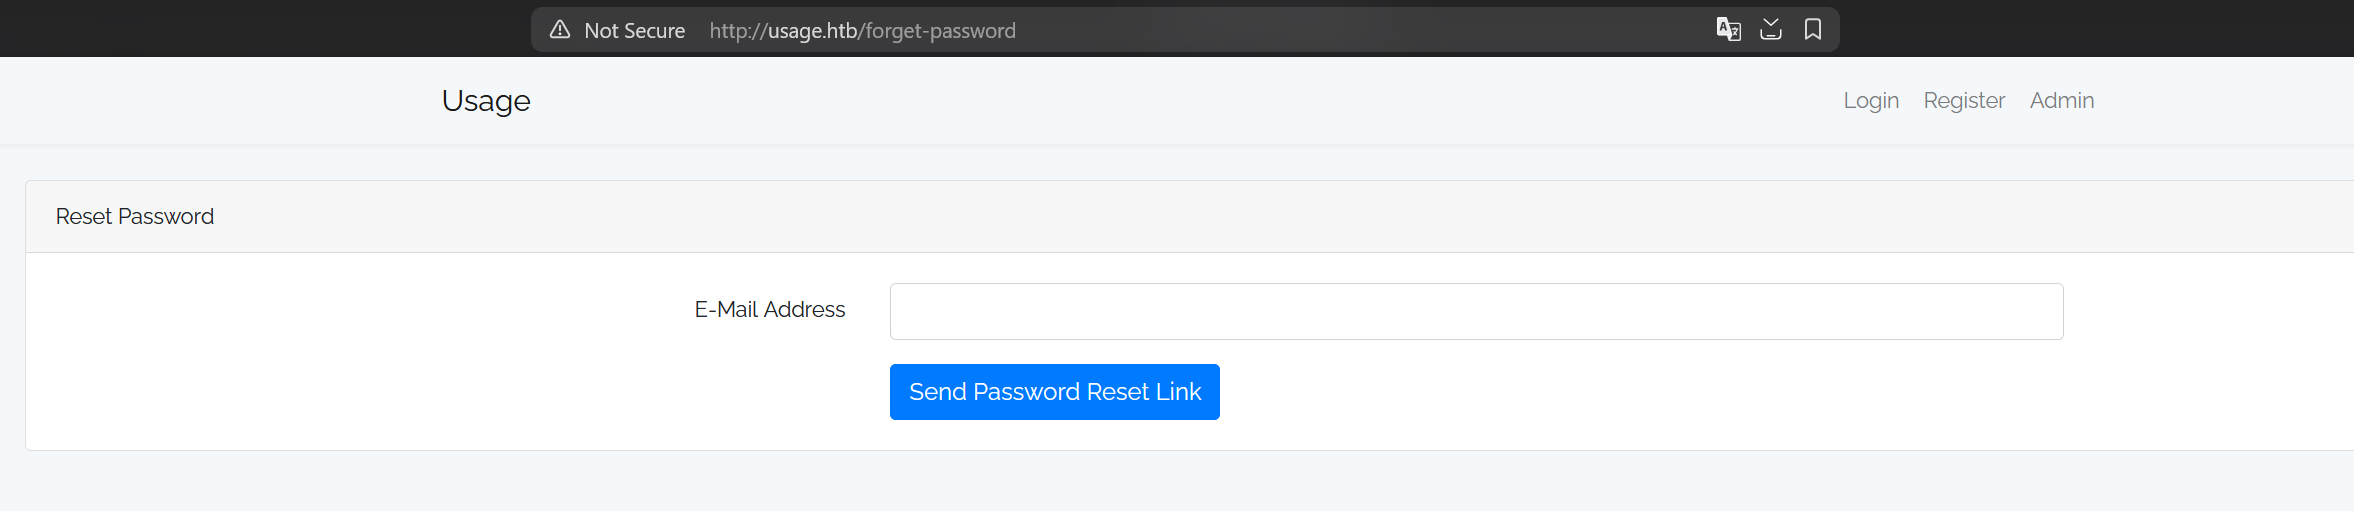 Not Secure http://usage.htb/forget-password
Usage Login Register Admin
Reset Password
E-Mail Address
Send Password Reset Link